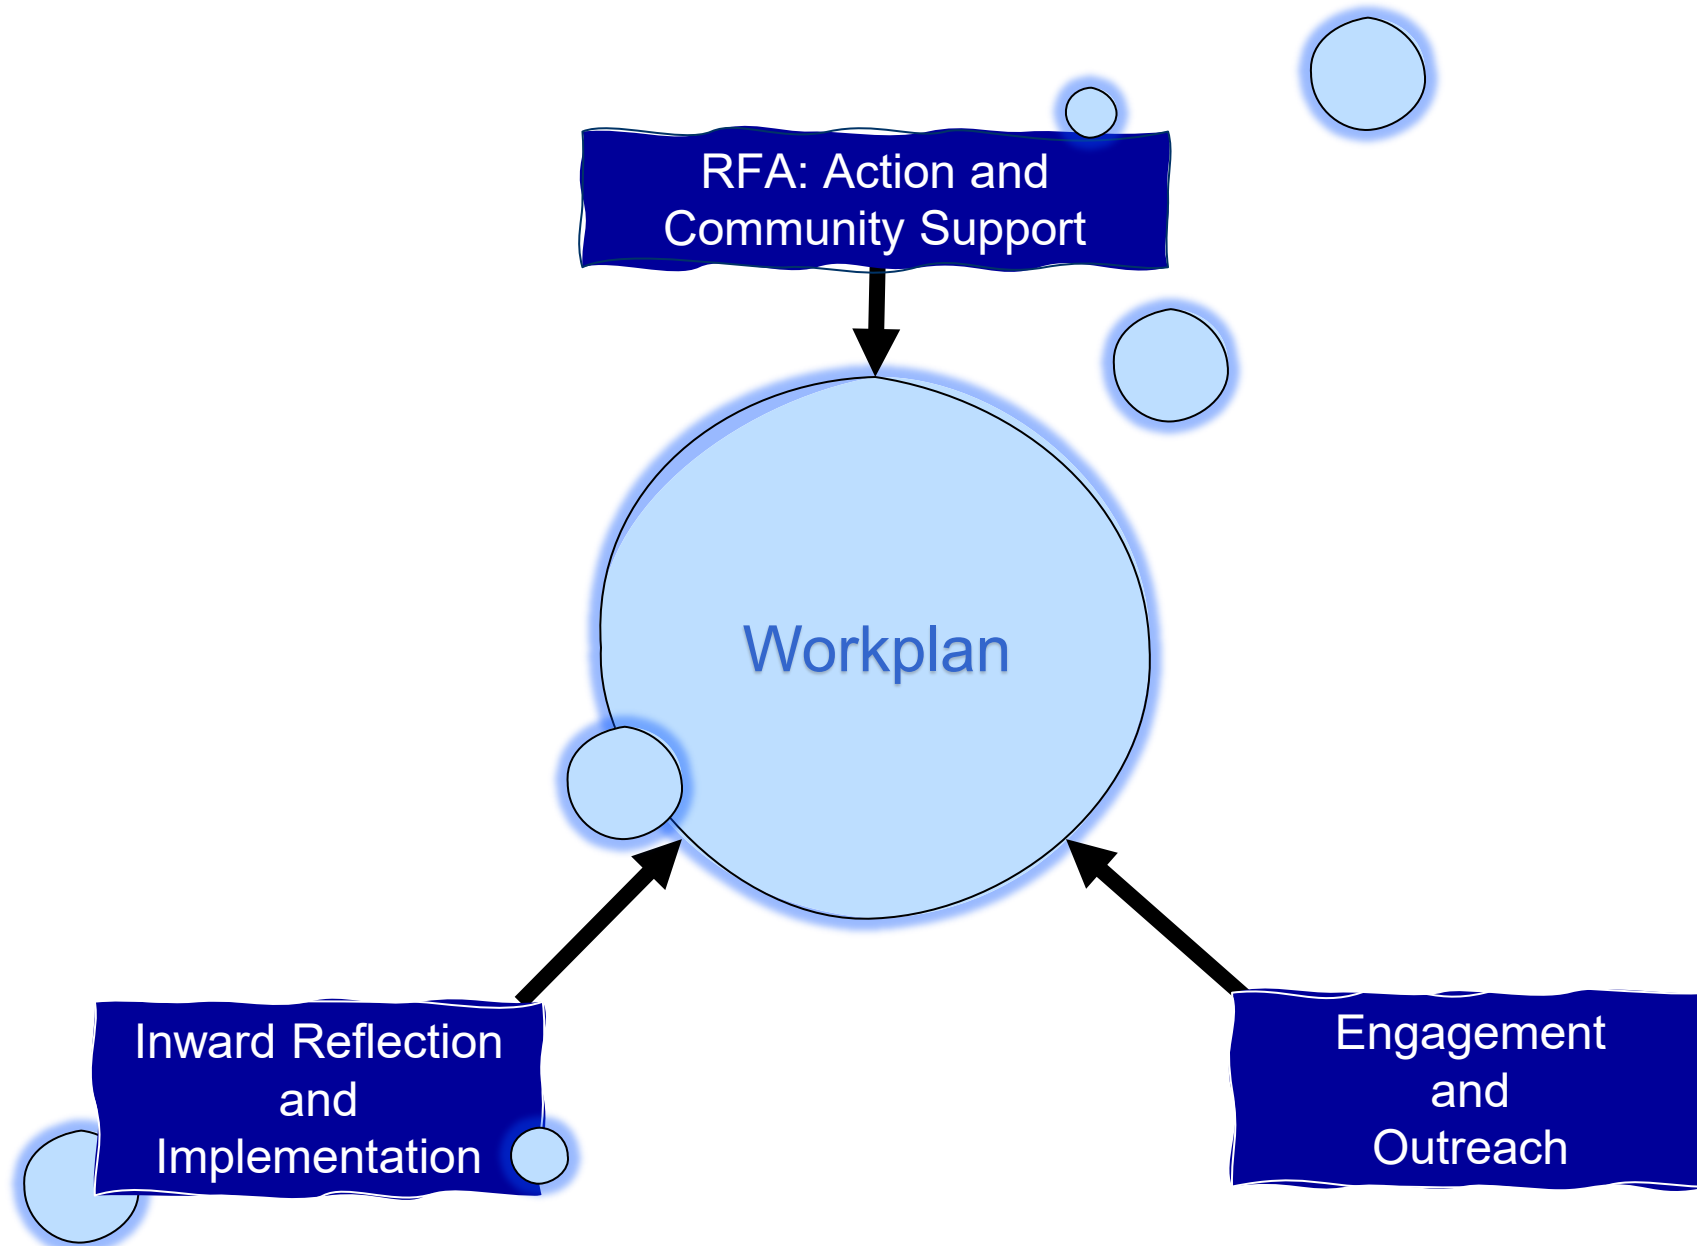 RFA: Action and
Community Support
Workplan
Inward Reflection
and
Implementation
Engagement
and
Outreach